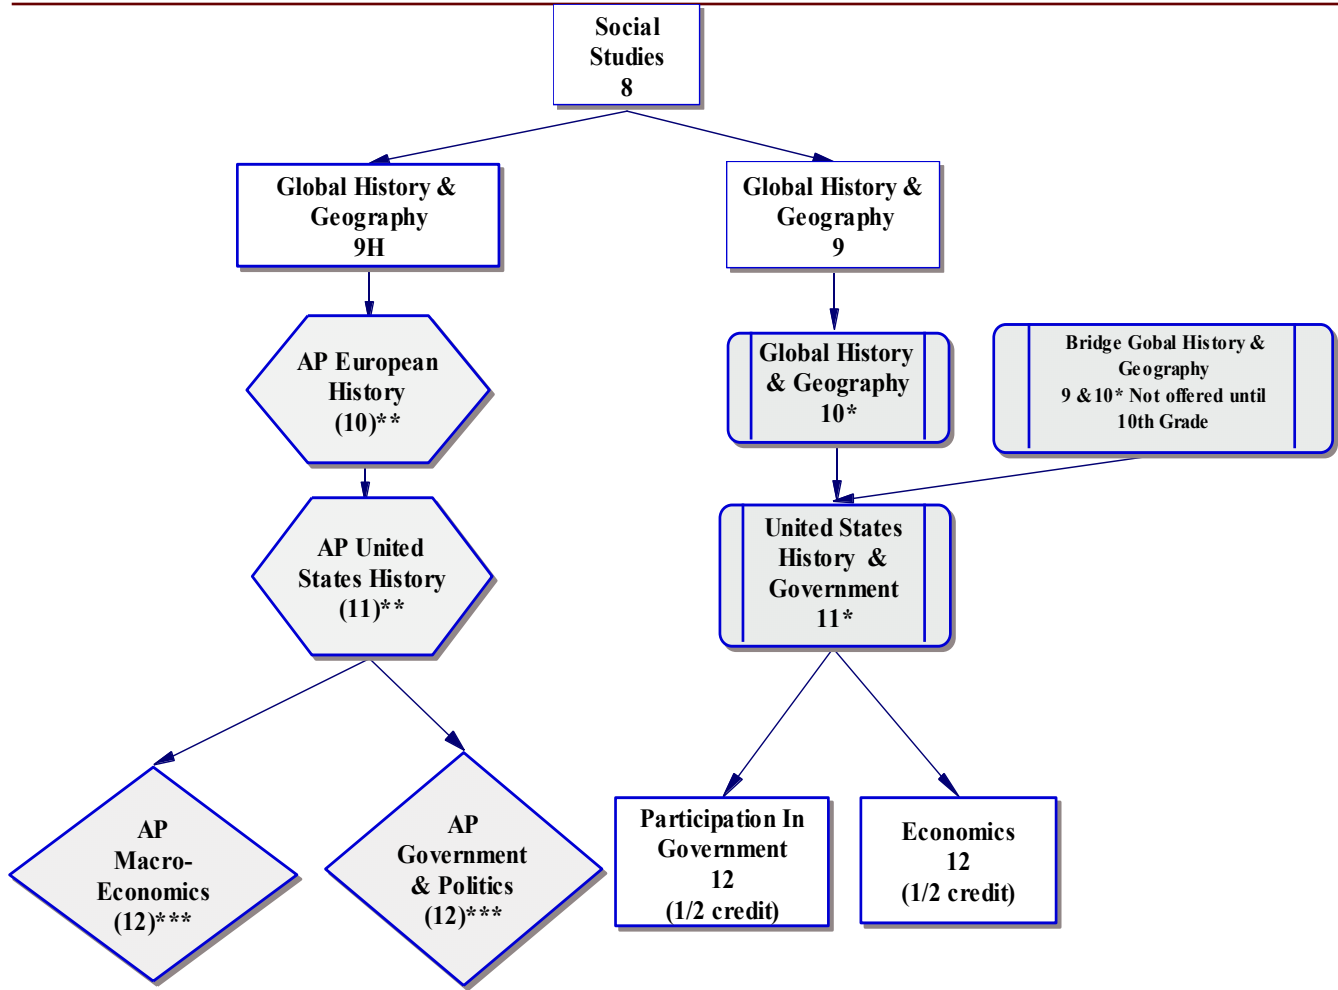 Social
Studies
8
Global History &
Geography
9H
Global History &
Geography
9
AP European
History
(10)**
Global History
& Geography
10*
Bridge Gobal History &
Geography
9 &10* Not offered until
10th Grade
AP United
States History
(11)**
United States
History &
Government
11*
AP
Macro-
Economics
(12)***
AP
Government
& Politics
(12)***
Participation In
Government
12
(1/2 credit)
Economics
12
(1/2 credit)